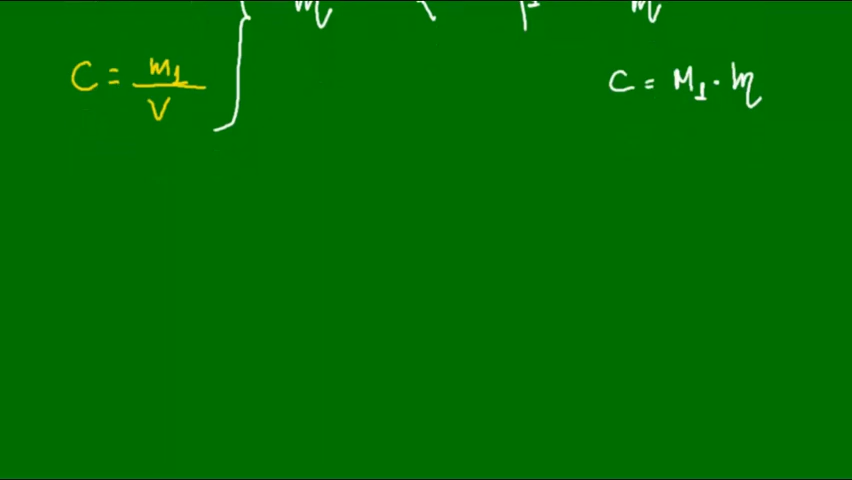 C = m₁/V
C = M₁ · 𝓂